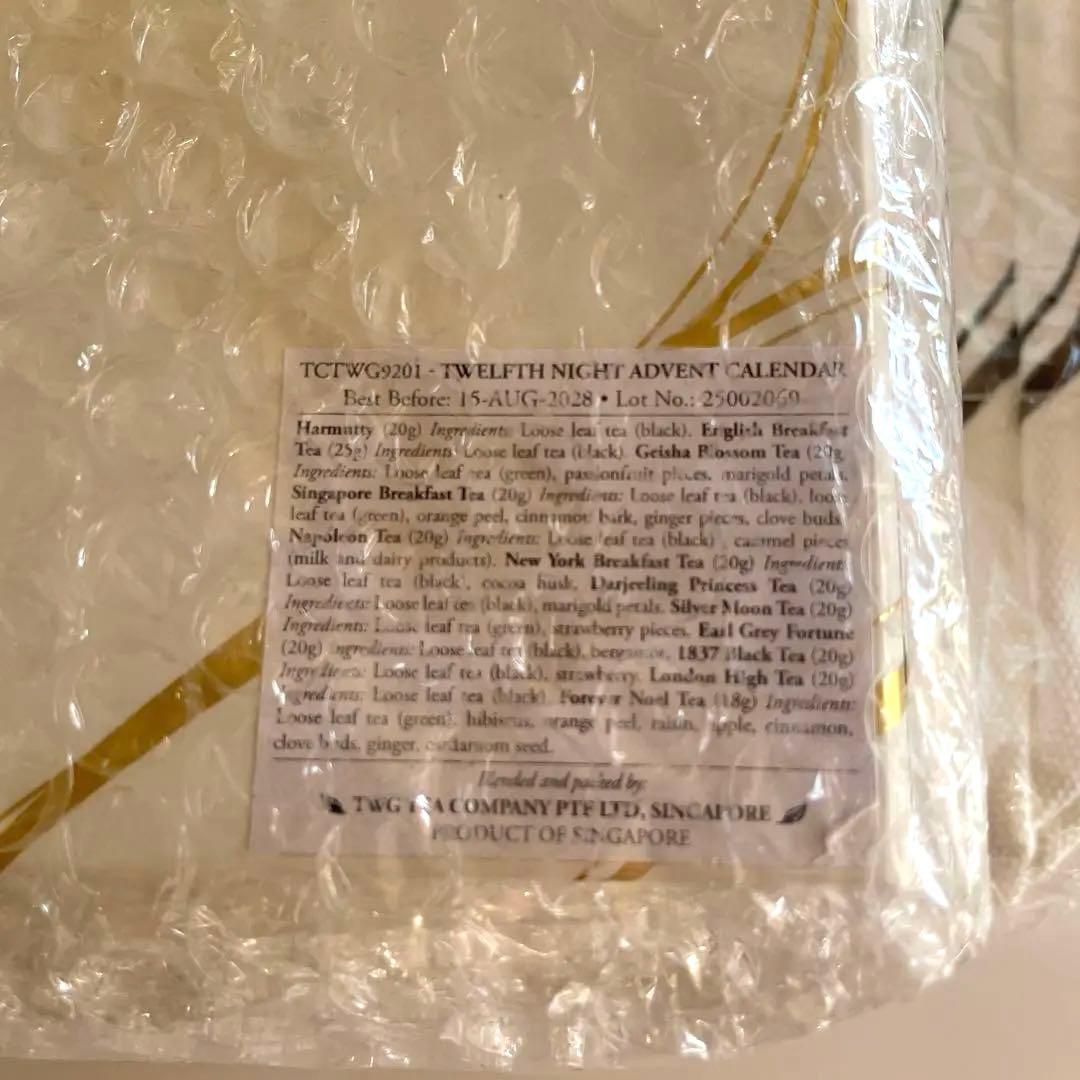 TCTWG9201 - TWELFTH NIGHT ADVENT CALENDAR
Best Before: 15-AUG-2028 • Lot No.: 25002069
Harmutty (20g) Ingredients: Loose leaf tea (black). English Breakfast
Tea (25g) Ingredients: Loose leaf tea (black). Geisha Blossom Tea (20g)
Ingredients: Loose leaf tea (green), passionfruit pieces, marigold petals.
Singapore Breakfast Tea (20g) Ingredients: Loose leaf tea (black), loose
leaf tea (green), orange peel, cinnamon bark, ginger pieces, clove buds.
Napoleon Tea (20g) Ingredients: Loose leaf tea (black), caramel pieces
(milk and dairy products). New York Breakfast Tea (20g) Ingredients:
Loose leaf tea (black), cocoa husk. Darjeeling Princess Tea (20g)
Ingredients: Loose leaf tea (black), marigold petals. Silver Moon Tea (20g)
Ingredients: Loose leaf tea (green), strawberry pieces. Earl Grey Fortune
(20g) Ingredients: Loose leaf tea (black), bergamot. 1837 Black Tea (20g)
Ingredients: Loose leaf tea (black), strawberry. London High Tea (20g)
Ingredients: Loose leaf tea (black). Forever Noel Tea (18g) Ingredients:
Loose leaf tea (green), hibiscus, orange peel, raisin, apple, cinnamon,
clove buds, ginger, cardamom seed.
Blended and packed by:
TWG TEA COMPANY PTE LTD, SINGAPORE
PRODUCT OF SINGAPORE